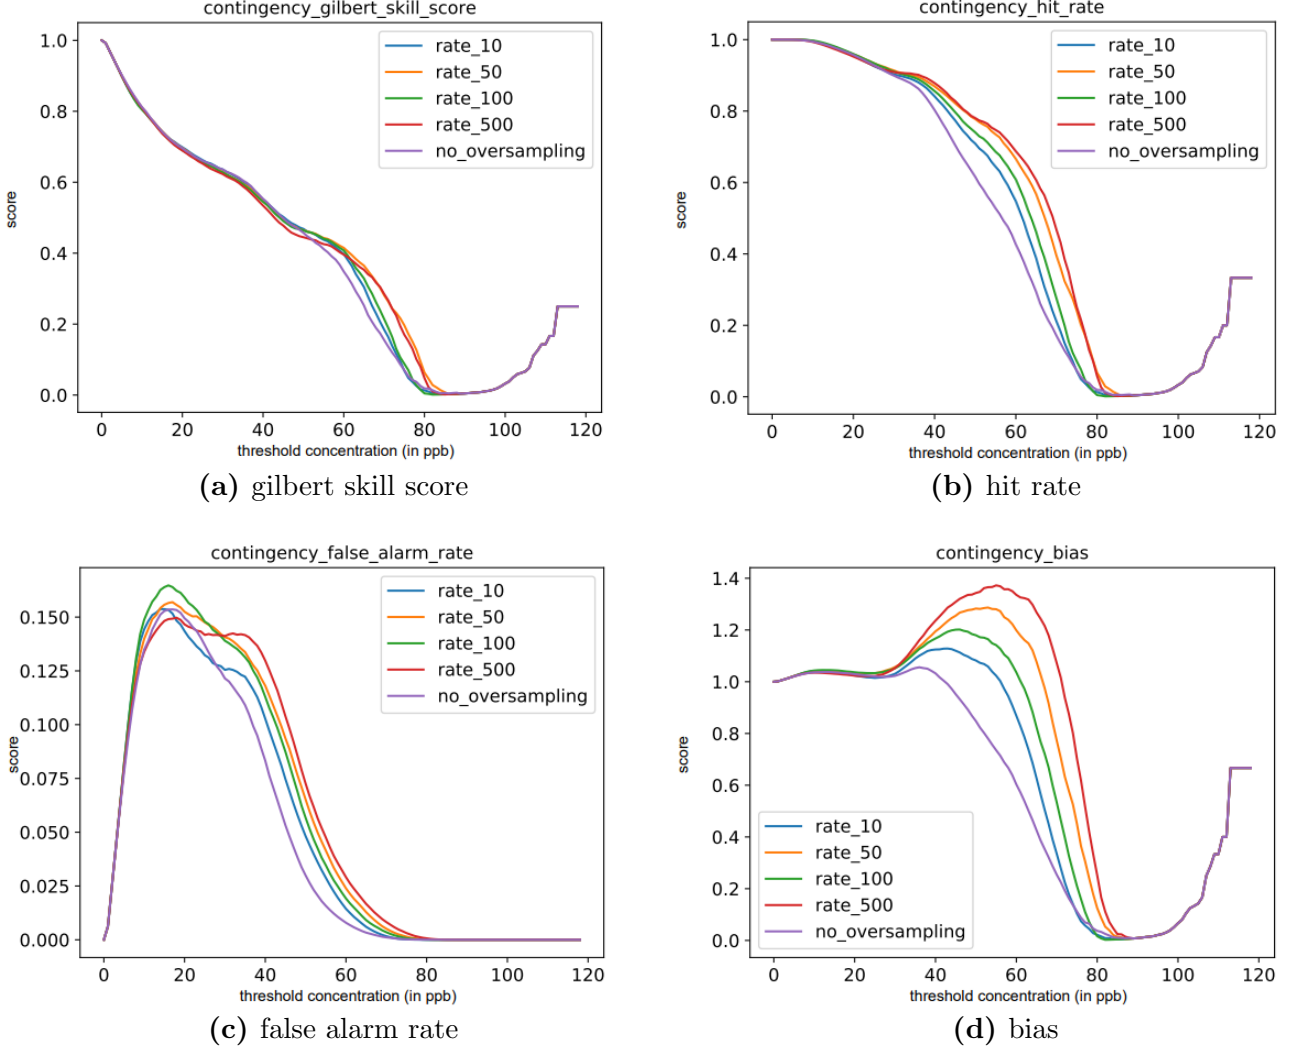 contingency_gilbert_skill_score
1.0
0.8
0.6
0.4
0.2
0.0
score
rate_10
rate_50
rate_100
rate_500
no_oversampling
0 20 40 60 80 100 120
threshold concentration (in ppb)
(a) gilbert skill score
contingency_hit_rate
1.0
0.8
0.6
0.4
0.2
0.0
score
rate_10
rate_50
rate_100
rate_500
no_oversampling
0 20 40 60 80 100 120
threshold concentration (in ppb)
(b) hit rate
contingency_false_alarm_rate
0.150
0.125
0.100
0.075
0.050
0.025
0.000
score
rate_10
rate_50
rate_100
rate_500
no_oversampling
0 20 40 60 80 100 120
threshold concentration (in ppb)
(c) false alarm rate
contingency_bias
1.4
1.2
1.0
0.8
0.6
0.4
0.2
0.0
score
rate_10
rate_50
rate_100
rate_500
no_oversampling
0 20 40 60 80 100 120
threshold concentration (in ppb)
(d) bias